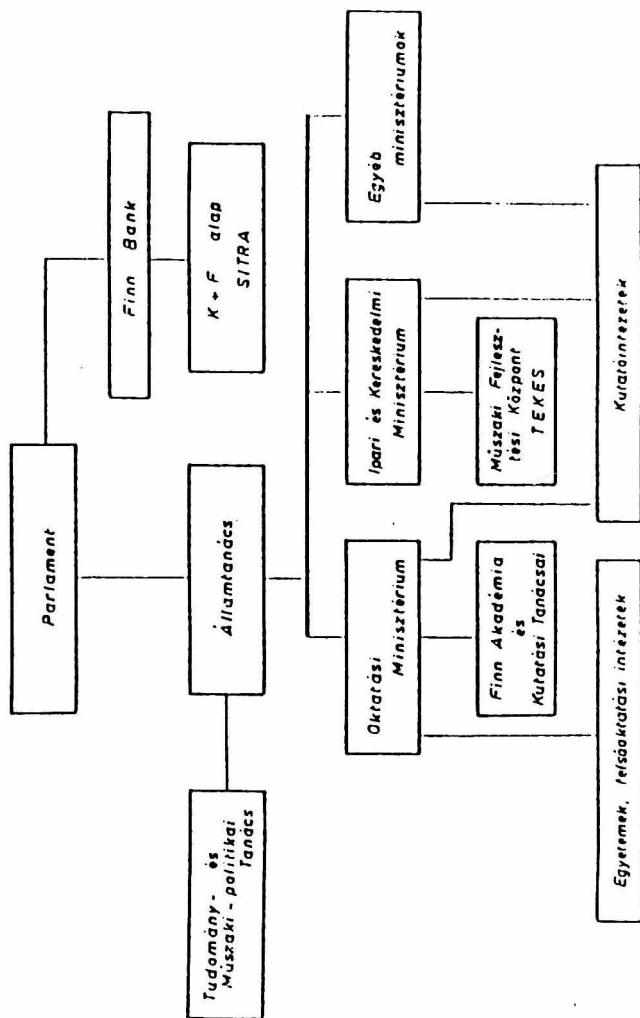 Parlament
Finn Bank
K + F alap
SITRA
Államtanács
Tudomány- és
Műszaki - politikai
Tanács
Oktatási
Minisztérium
Ipari és Kereskedelmi
Minisztérium
Egyéb
minisztériumok
Finn Akadémia
és
Kutatási Tanácsai
Műszaki Fejlesz-
tési Központ
TEKES
Egyetemek, felsőoktatási intézetek
Kutatóintézetek